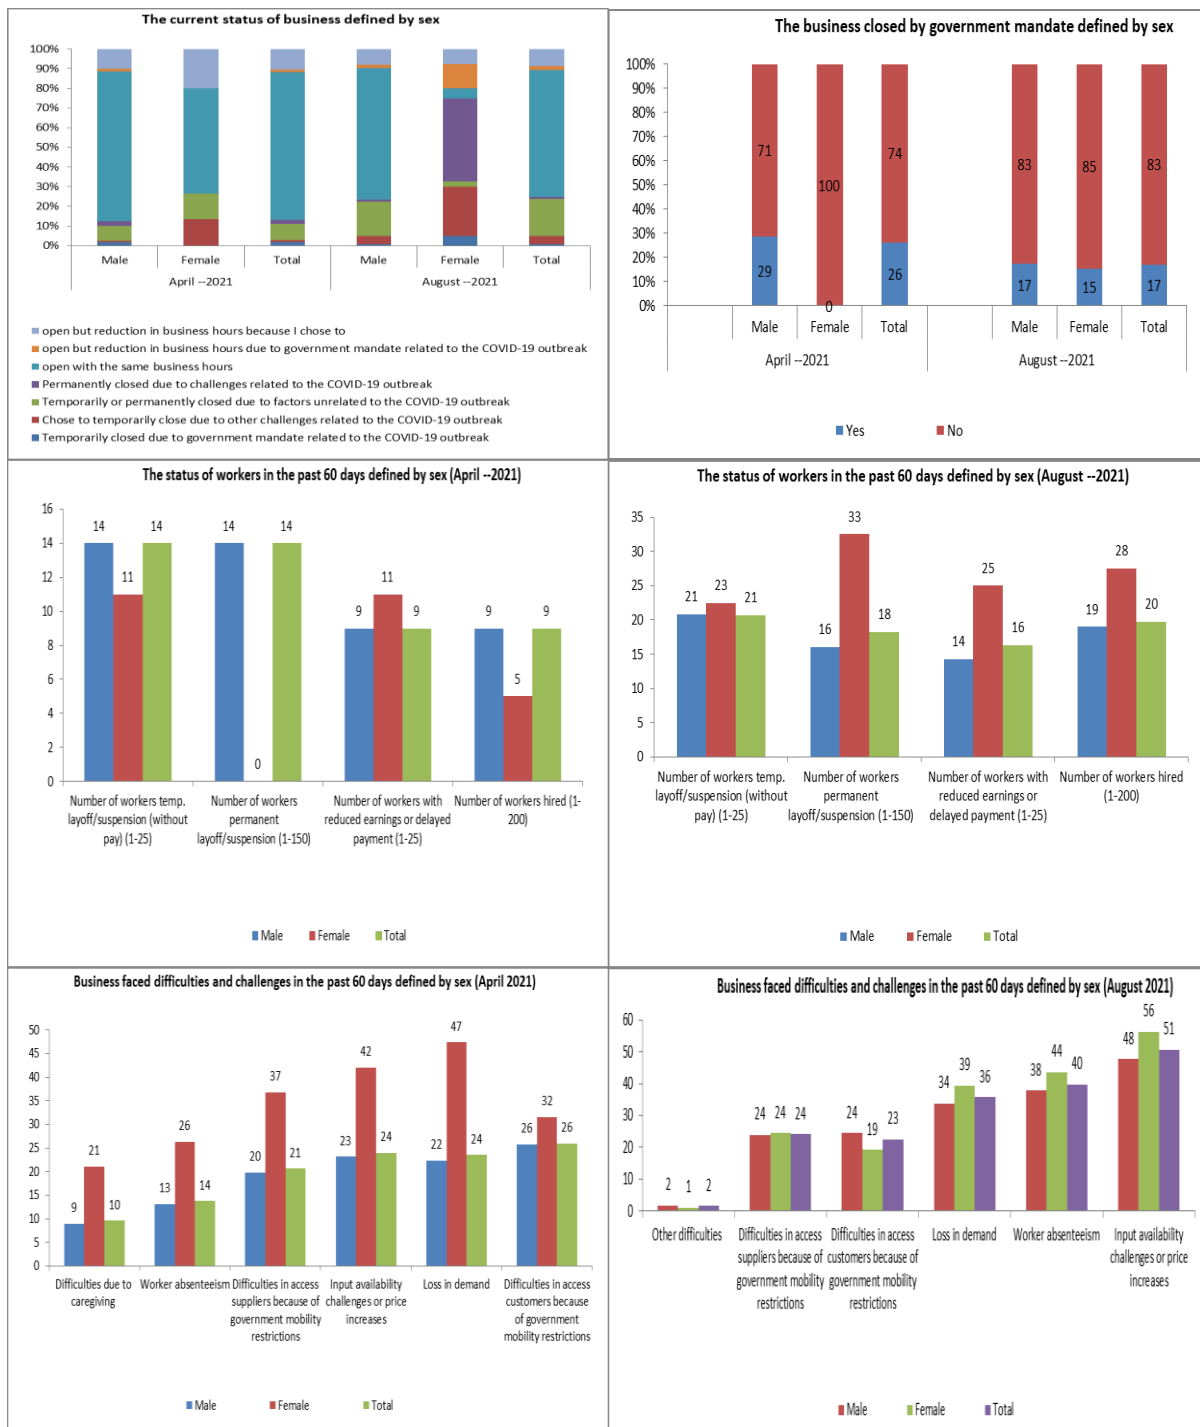 The current status of business defined by sex
100%
90%
80%
70%
60%
50%
40%
30%
20%
10%
0%
Male Female Total Male Female Total
April --2021 August --2021
open but reduction in business hours because I chose to
open but reduction in business hours due to government mandate related to the COVID-19 outbreak
open with the same business hours
Permanently closed due to challenges related to the COVID-19 outbreak
Temporarily or permanently closed due to factors unrelated to the COVID-19 outbreak
Chose to temporarily close due to other challenges related to the COVID-19 outbreak
Temporarily closed due to government mandate related to the COVID-19 outbreak
The business closed by government mandate defined by sex
100%
90%
80%
70%
60%
50%
40%
30%
20%
10%
0%
71 100 74 83 85 83
29 0 26 17 15 17
Male Female Total Male Female Total
April --2021 August --2021
Yes No
The status of workers in the past 60 days defined by sex (April --2021)
16
14
12
10
8
6
4
2
0
14 11 14 14 0 14 9 11 9 9 5 9
Number of workers temp. layoff/suspension (without pay) (1-25)
Number of workers permanent layoff/suspension (1-150)
Number of workers with reduced earnings or delayed payment (1-25)
Number of workers hired (1-200)
Male Female Total
The status of workers in the past 60 days defined by sex (August --2021)
35
30
25
20
15
10
5
0
21 23 21 16 33 18 14 25 16 19 28 20
Number of workers temp. layoff/suspension (without pay) (1-25)
Number of workers permanent layoff/suspension (1-150)
Number of workers with reduced earnings or delayed payment (1-25)
Number of workers hired (1-200)
Male Female Total
Business faced difficulties and challenges in the past 60 days defined by sex (April 2021)
50
45
40
35
30
25
20
15
10
5
0
9 21 10 13 26 14 20 37 21 23 42 24 22 47 24 26 32 26
Difficulties due to caregiving
Worker absenteeism
Difficulties in access suppliers because of government mobility restrictions
Input availability challenges or price increases
Loss in demand
Difficulties in access customers because of government mobility restrictions
Male Female Total
Business faced difficulties and challenges in the past 60 days defined by sex (August 2021)
60
50
40
30
20
10
0
2 1 2 24 24 24 24 19 23 34 39 36 38 44 40 48 56 51
Other difficulties
Difficulties in access suppliers because of government mobility restrictions
Difficulties in access customers because of government mobility restrictions
Loss in demand
Worker absenteeism
Input availability challenges or price increases
Male Female Total